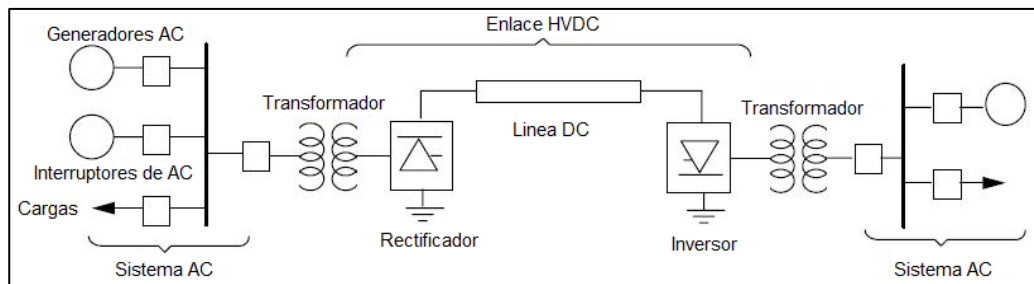 Enlace HVDC
Generadores AC
Transformador
Transformador
Linea DC
Interruptores de AC
Cargas
Rectificador
Inversor
Sistema AC
Sistema AC